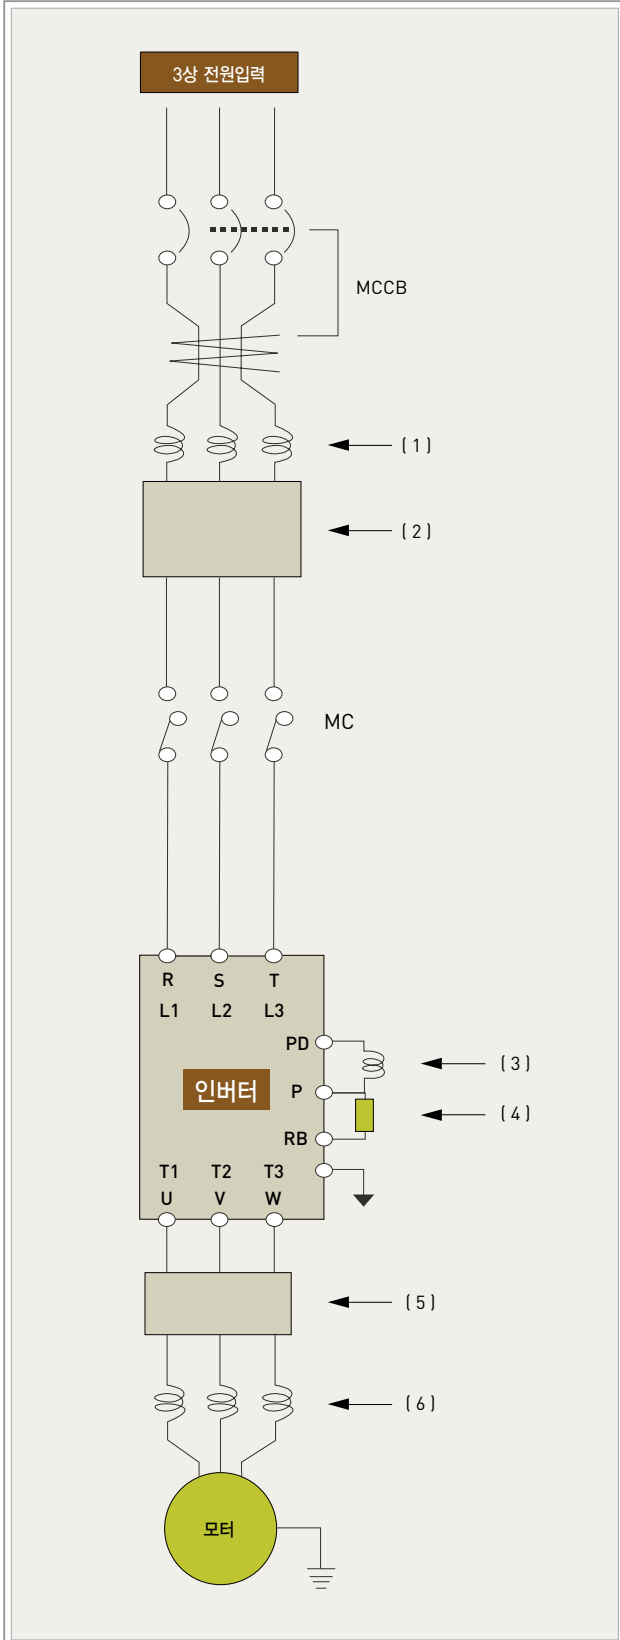 3상 전원입력
MCCB
( 1 )
( 2 )
MC
R S T
L1 L2 L3
PD
( 3 )
인버터
P
( 4 )
RB
T1 T2 T3
U V W
( 5 )
( 6 )
모터